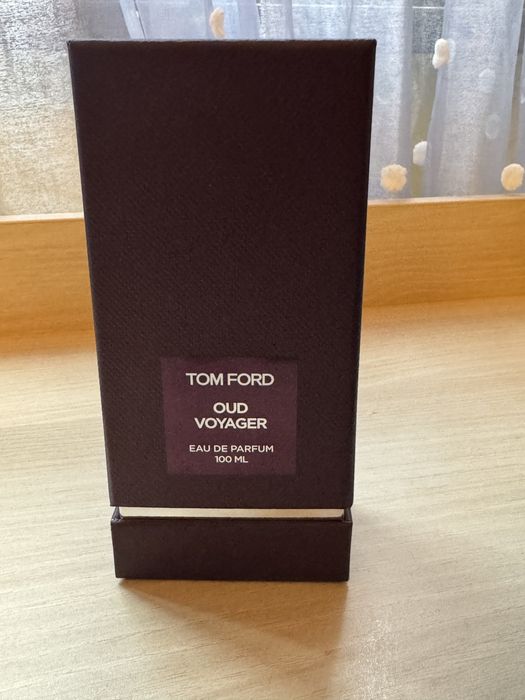 TOM FORD
OUD
VOYAGER
EAU DE PARFUM
100 ML